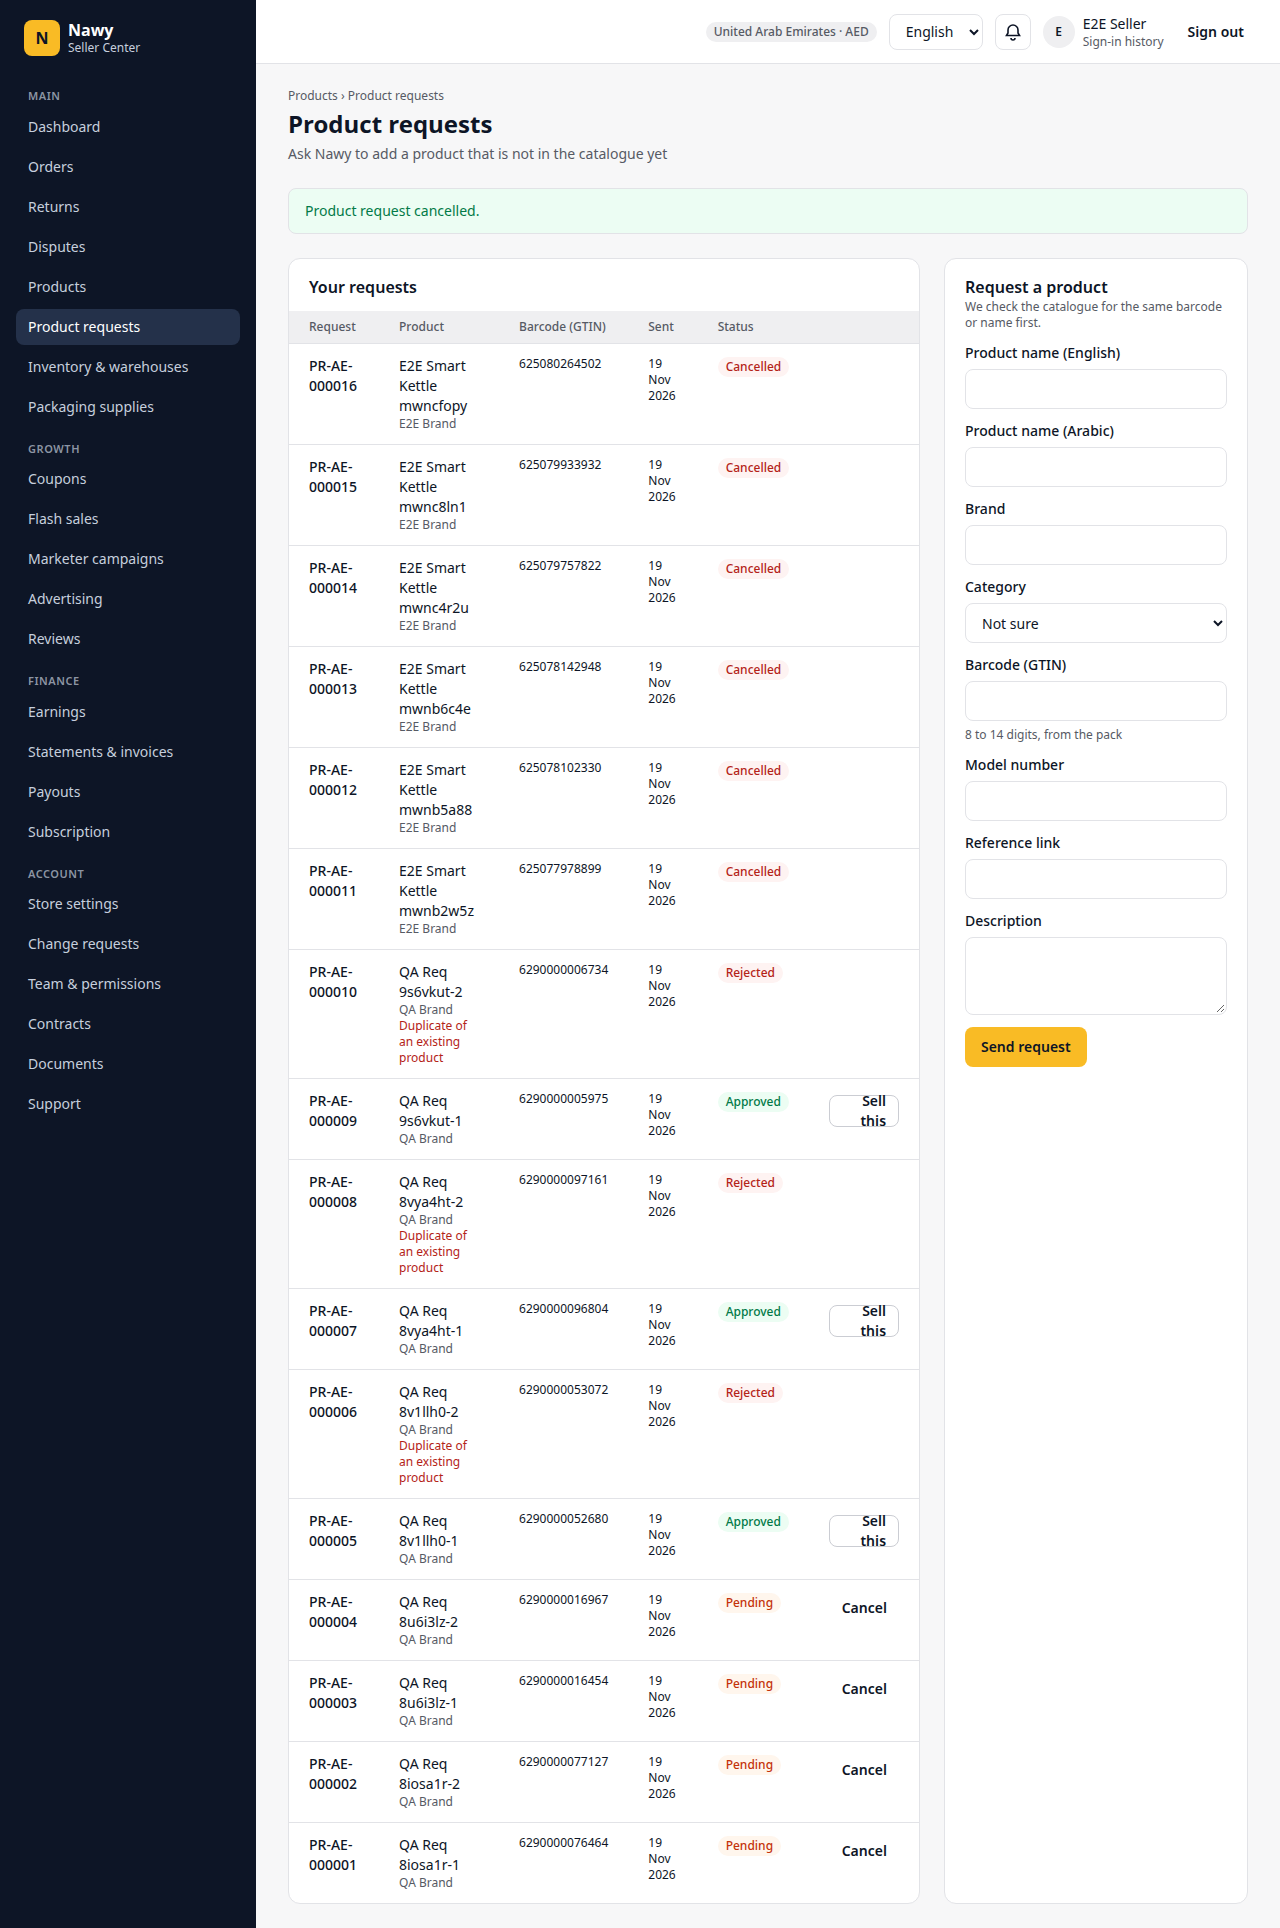 N
Nawy
Seller Center
MAIN
Dashboard
Orders
Returns
Disputes
Products
Product requests
Inventory & warehouses
Packaging supplies
GROWTH
Coupons
Flash sales
Marketer campaigns
Advertising
Reviews
FINANCE
Earnings
Statements & invoices
Payouts
Subscription
ACCOUNT
Store settings
Change requests
Team & permissions
Contracts
Documents
Support
United Arab Emirates · AED
English
E
E2E Seller
Sign-in history
Sign out
Products › Product requests
Product requests
Ask Nawy to add a product that is not in the catalogue yet
Product request cancelled.
Your requests
Request Product Barcode (GTIN) Sent Status
PR-AE-
000016
E2E Smart
Kettle
mwncfopy
E2E Brand
625080264502
19
Nov
2026
Cancelled
PR-AE-
000015
E2E Smart
Kettle
mwnc8ln1
E2E Brand
625079933932
19
Nov
2026
Cancelled
PR-AE-
000014
E2E Smart
Kettle
mwnc4r2u
E2E Brand
625079757822
19
Nov
2026
Cancelled
PR-AE-
000013
E2E Smart
Kettle
mwnb6c4e
E2E Brand
625078142948
19
Nov
2026
Cancelled
PR-AE-
000012
E2E Smart
Kettle
mwnb5a88
E2E Brand
625078102330
19
Nov
2026
Cancelled
PR-AE-
000011
E2E Smart
Kettle
mwnb2w5z
E2E Brand
625077978899
19
Nov
2026
Cancelled
PR-AE-
000010
QA Req
9s6vkut-2
QA Brand
Duplicate of
an existing
product
6290000006734
19
Nov
2026
Rejected
PR-AE-
000009
QA Req
9s6vkut-1
QA Brand
6290000005975
19
Nov
2026
Approved
Sell
this
PR-AE-
000008
QA Req
8vya4ht-2
QA Brand
Duplicate of
an existing
product
6290000097161
19
Nov
2026
Rejected
PR-AE-
000007
QA Req
8vya4ht-1
QA Brand
6290000096804
19
Nov
2026
Approved
Sell
this
PR-AE-
000006
QA Req
8v1llh0-2
QA Brand
Duplicate of
an existing
product
6290000053072
19
Nov
2026
Rejected
PR-AE-
000005
QA Req
8v1llh0-1
QA Brand
6290000052680
19
Nov
2026
Approved
Sell
this
PR-AE-
000004
QA Req
8u6i3lz-2
QA Brand
6290000016967
19
Nov
2026
Pending
Cancel
PR-AE-
000003
QA Req
8u6i3lz-1
QA Brand
6290000016454
19
Nov
2026
Pending
Cancel
PR-AE-
000002
QA Req
8iosa1r-2
QA Brand
6290000077127
19
Nov
2026
Pending
Cancel
PR-AE-
000001
QA Req
8iosa1r-1
QA Brand
6290000076464
19
Nov
2026
Pending
Cancel
Request a product
We check the catalogue for the same barcode
or name first.
Product name (English)
Product name (Arabic)
Brand
Category
Not sure
Barcode (GTIN)
8 to 14 digits, from the pack
Model number
Reference link
Description
Send request